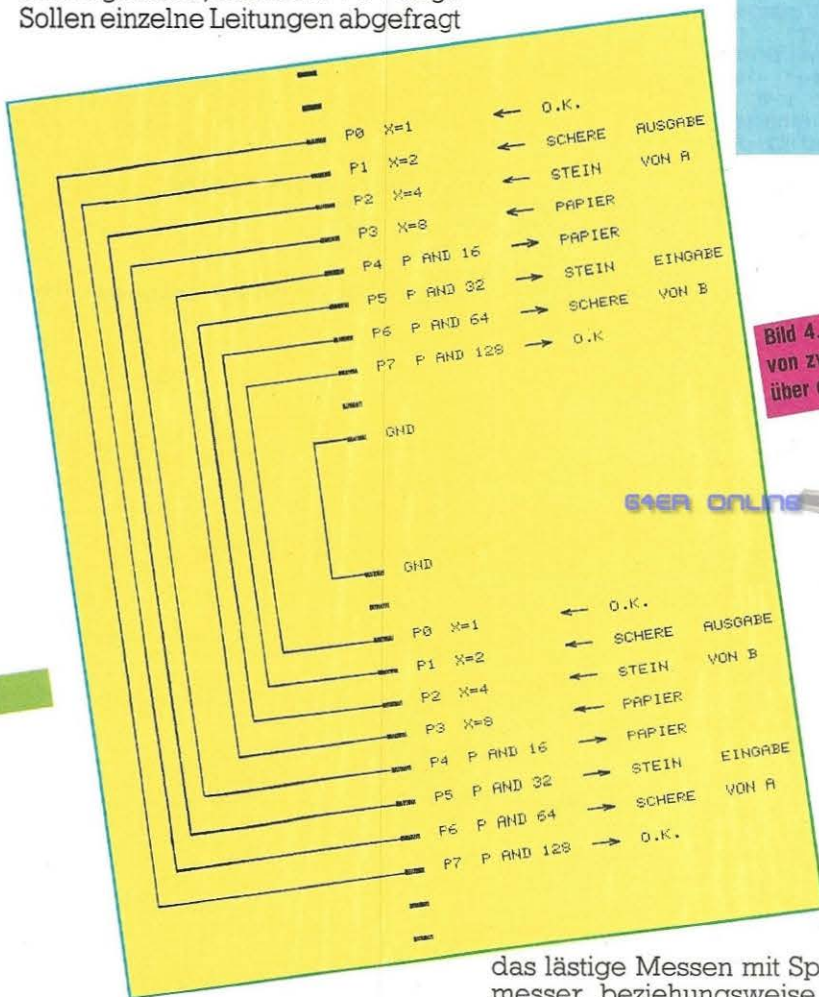 Sollen einzelne Leitungen abgefragt
P0 X=1 ← O.K.
P1 X=2 ← SCHERE AUSGABE
P2 X=4 ← STEIN VON A
P3 X=8 ← PAPIER
P4 P AND 16 → PAPIER
P5 P AND 32 → STEIN EINGABE
P6 P AND 64 → SCHERE VON B
P7 P AND 128 → O.K
GND
Bild 4.
von
über
64ER ONLINE
GND
P0 X=1 ← O.K.
P1 X=2 ← SCHERE AUSGABE
P2 X=4 ← STEIN VON B
P3 X=8 ← PAPIER
P4 P AND 16 → PAPIER
P5 P AND 32 → STEIN EINGABE
P6 P AND 64 → SCHERE VON A
P7 P AND 128 → O.K.
das lästige Messen mit
messer, beziehungsweise